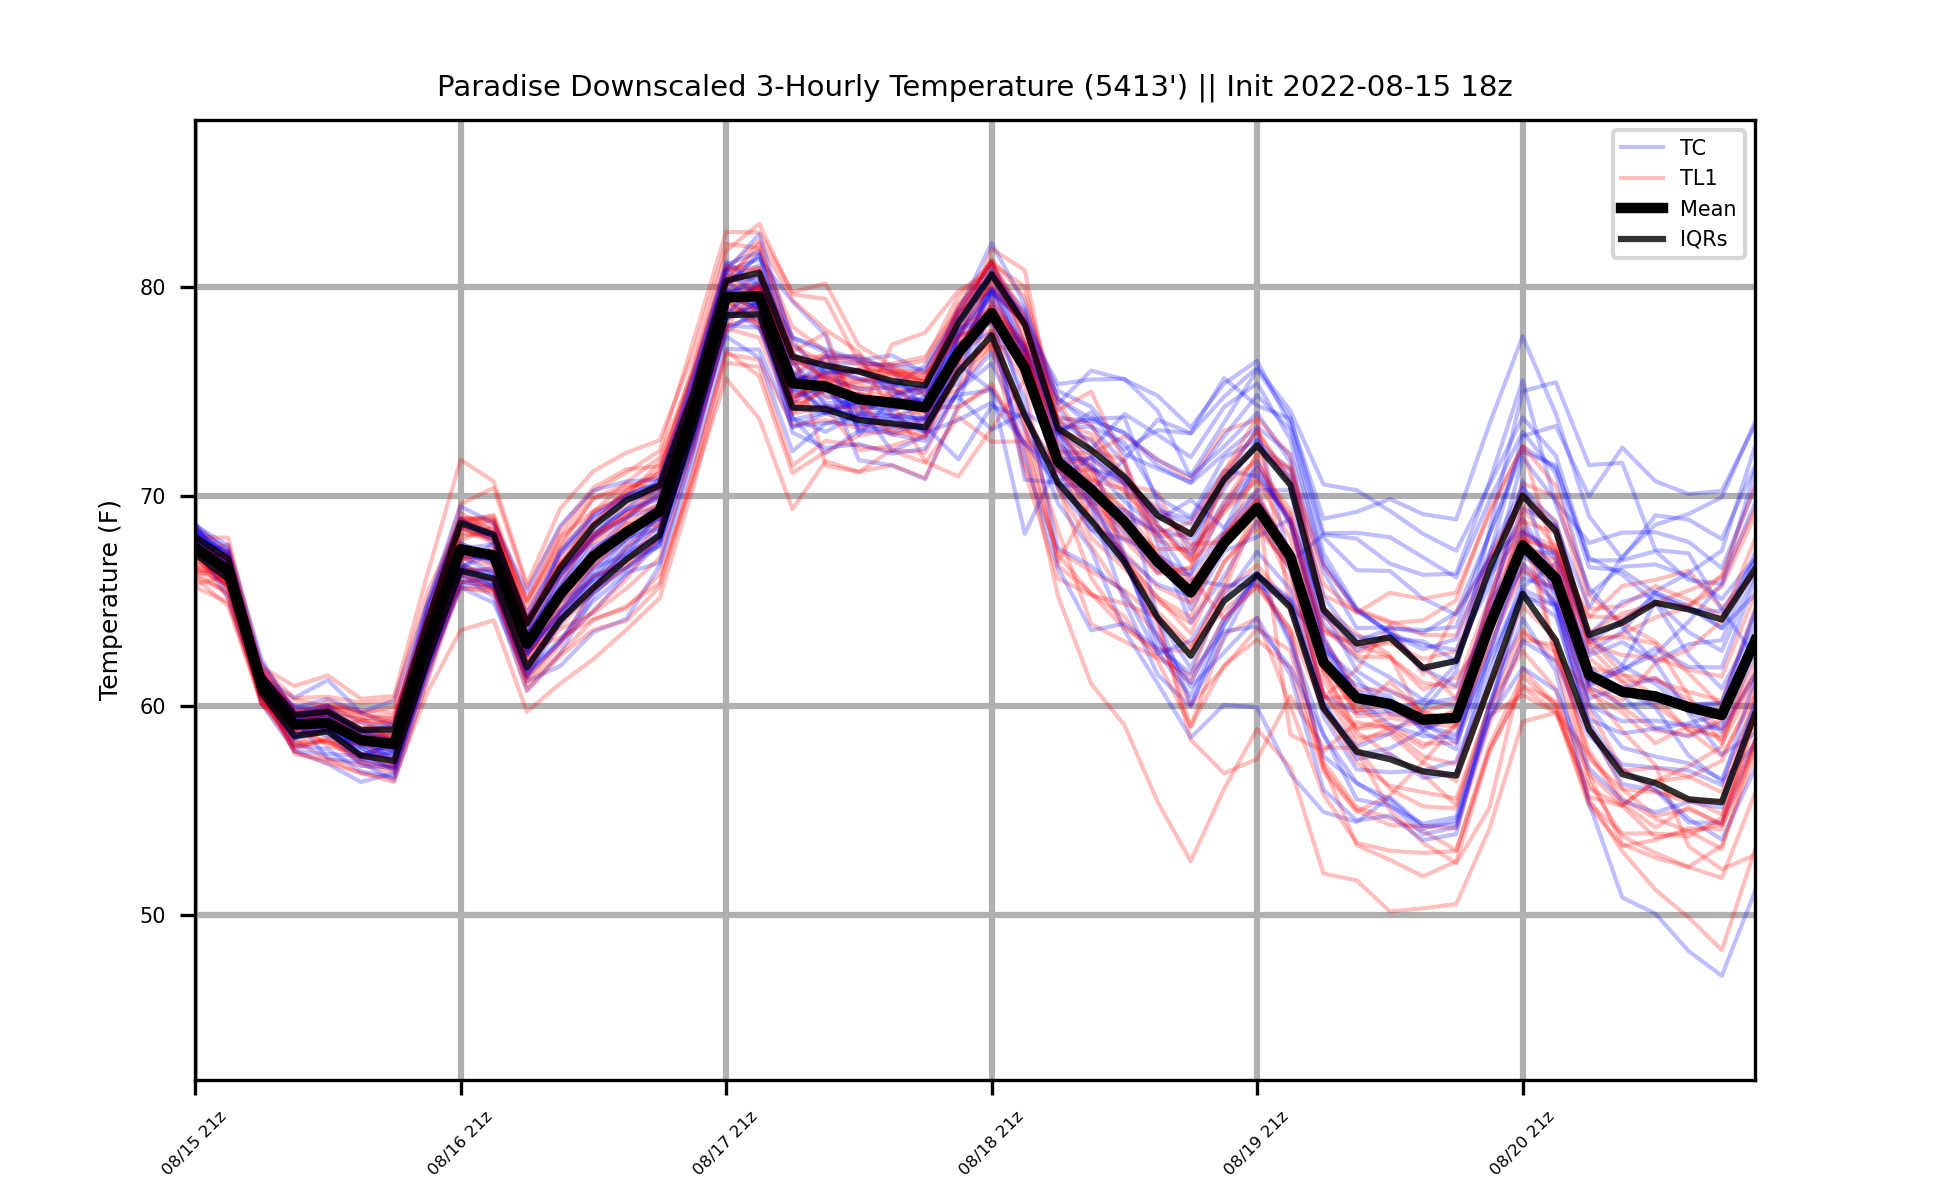 Paradise Downscaled 3-Hourly Temperature (5413') || Init 2022-08-15 18z
TC
TL1
Mean
IQRs
Temperature (F)
80
70
60
50
08/15 21z
08/16 21z
08/17 21z
08/18 21z
08/19 21z
08/20 21z